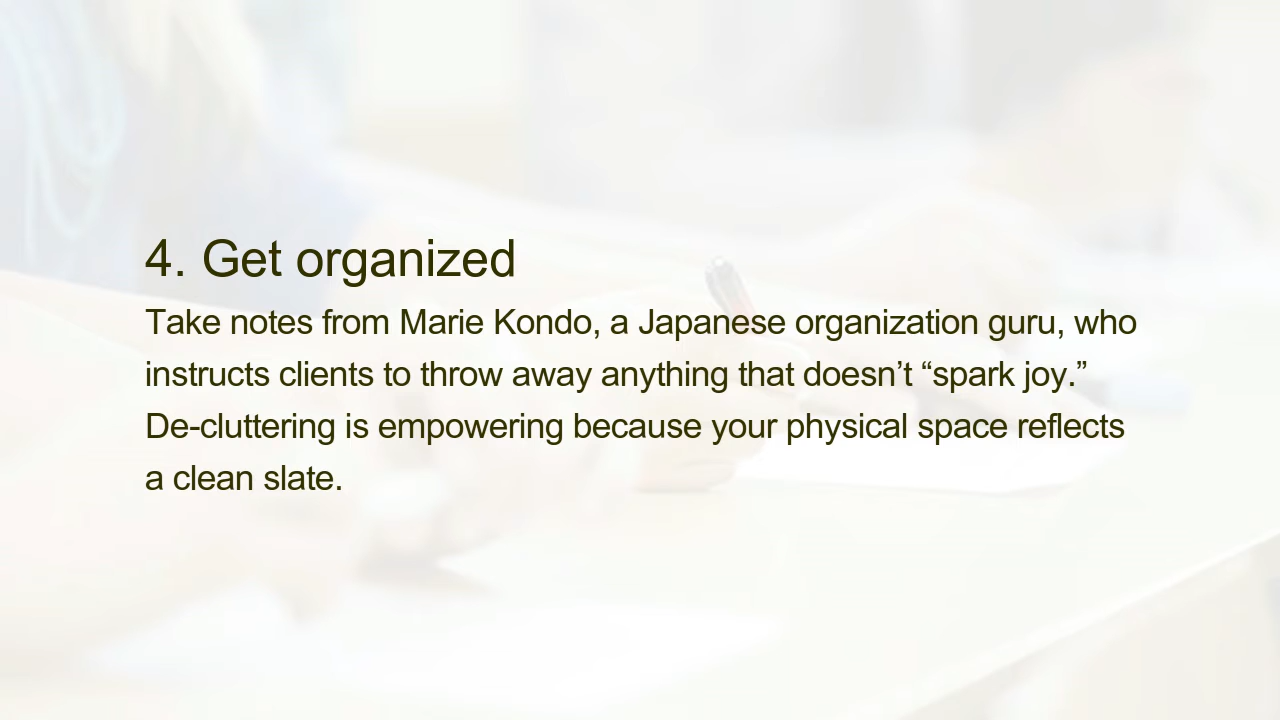 4. Get organized
Take notes from Marie Kondo, a Japanese organization guru, who
instructs clients to throw away anything that doesn’t “spark joy.”
De-cluttering is empowering because your physical space reflects
a clean slate.